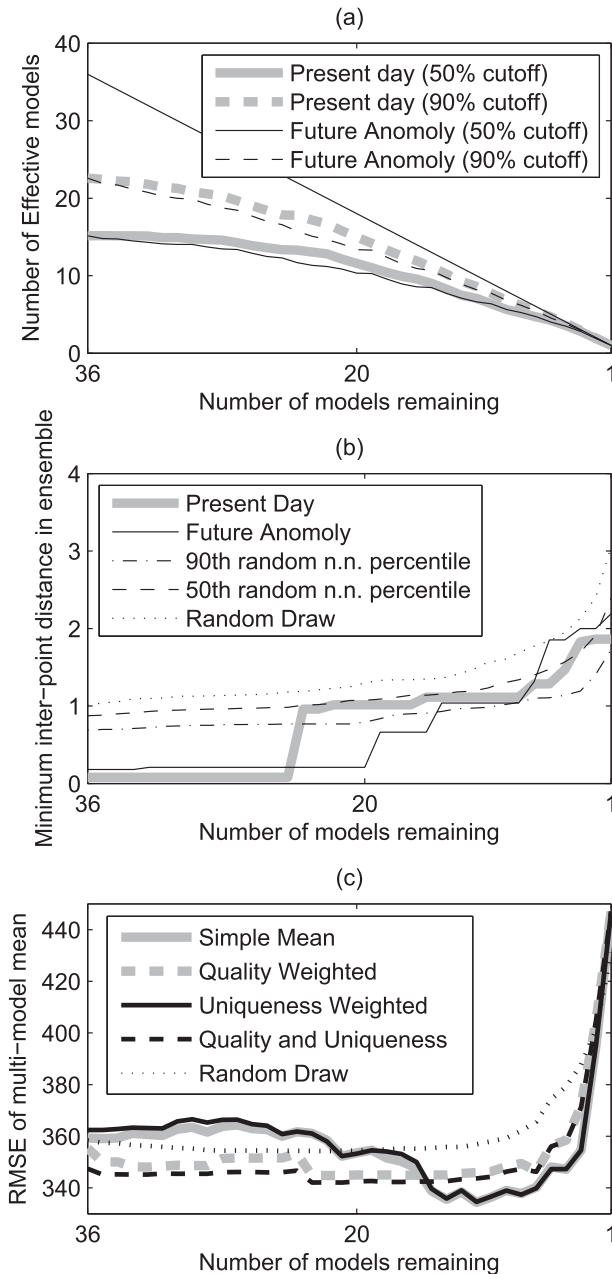 (a)
40
30
20
10
0
Number of Effective models
Present day (50% cutoff)
Present day (90% cutoff)
Future Anomoly (50% cutoff)
Future Anomoly (90% cutoff)
36
20
1
Number of models remaining
(b)
4
3
2
1
0
Minimum inter-point distance in ensemble
Present Day
Future Anomoly
90th random n.n. percentile
50th random n.n. percentile
Random Draw
36
20
1
Number of models remaining
(c)
440
420
400
380
360
340
RMSE of multi-model mean
Simple Mean
Quality Weighted
Uniqueness Weighted
Quality and Uniqueness
Random Draw
36
20
1
Number of models remaining